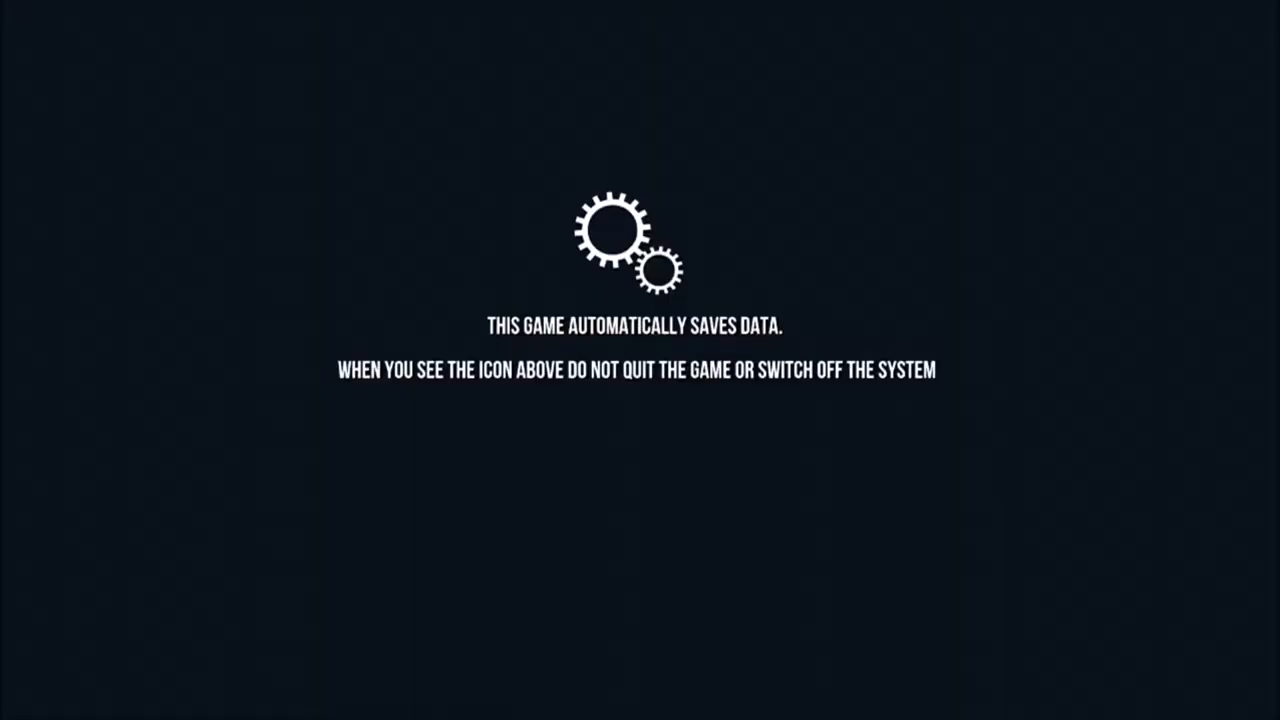 THIS GAME AUTOMATICALLY SAVES DATA.
WHEN YOU SEE THE ICON ABOVE DO NOT QUIT THE GAME OR SWITCH OFF THE SYSTEM